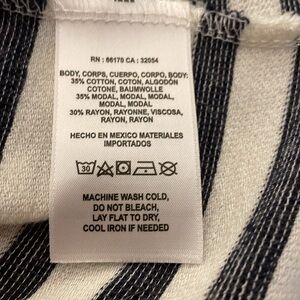 RN : 66170 CA : 32054
BODY, CORPS, CUERPO, CORPO, BODY:
35% COTTON, COTON, ALGODÓN
COTONE, BAUMWOLLE
35% MODAL, MODAL, MODAL,
MODAL, MODAL
30% RAYON, RAYONNE, VISCOSA,
RAYON, RAYON
HECHO EN MEXICO MATERIALES
IMPORTADOS
30
MACHINE WASH COLD,
DO NOT BLEACH,
LAY FLAT TO DRY,
COOL IRON IF NEEDED